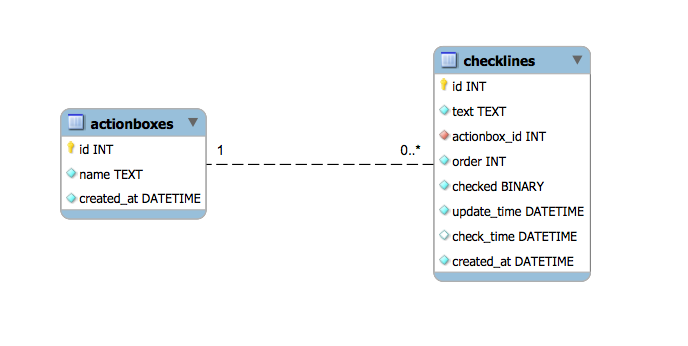 actionboxes
id INT
name TEXT
created_at DATETIME
1
0..*
checklines
id INT
text TEXT
actionbox_id INT
order INT
checked BINARY
update_time DATETIME
check_time DATETIME
created_at DATETIME